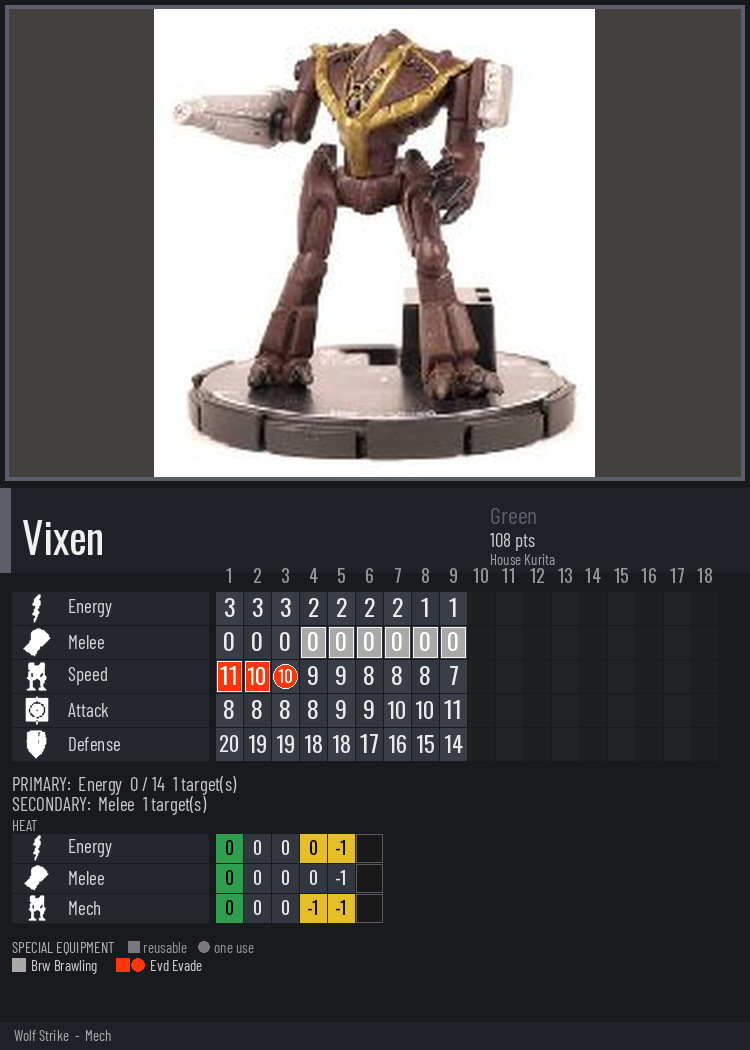 Vixen
Green
108 pts
House Kurita
1 2 3 4 5 6 7 8 9 10 11 12 13 14 15 16 17 18
Energy 3 3 3 2 2 2 2 1 1
Melee 0 0 0 0 0 0 0 0 0
Speed 11 10 10 9 9 8 8 8 7
Attack 8 8 8 8 9 9 10 10 11
Defense 20 19 19 18 18 17 16 15 14
PRIMARY: Energy 0 / 14 1 target(s)
SECONDARY: Melee 1 target(s)
HEAT
Energy 0 0 0 0 -1
Melee 0 0 0 0 -1
Mech 0 0 0 -1 -1
SPECIAL EQUIPMENT reusable one use
Brw Brawling Evd Evade
Wolf Strike - Mech